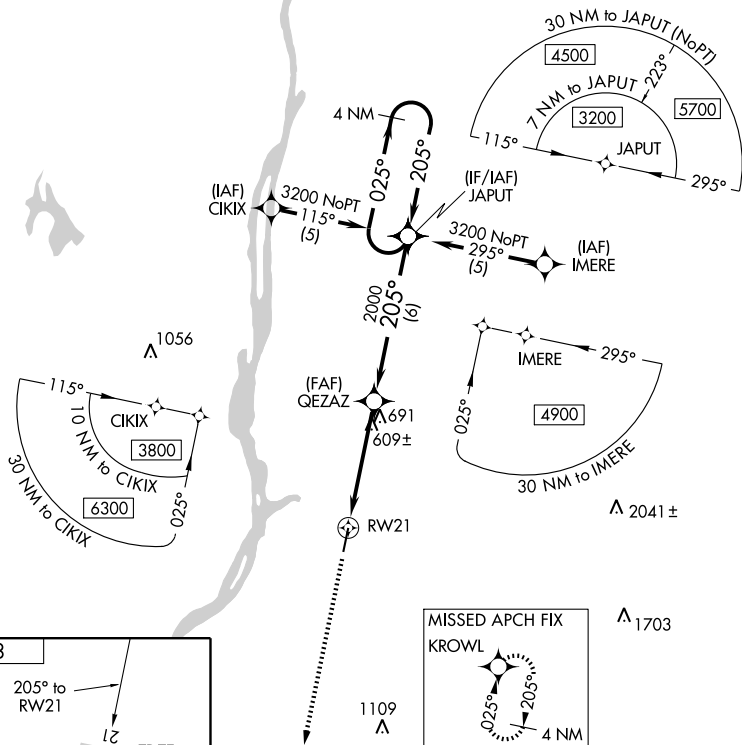 30 NM to JAPUT (NoPT)
4500
223°
5700
7 NM to JAPUT
3200
115°
JAPUT
295°
4 NM
025°
205°
(IF/IAF)
JAPUT
(IAF)
CIKIX
3200 NoPT
115°
(5)
3200 NoPT
295°
(5)
(IAF)
IMERE
2000
205°
(6)
1056
115°
CIKIX
10 NM to CIKIX
3800
6300
30 NM to CIKIX
025°
(FAF)
QEZAZ
691
609±
IMERE
295°
025°
4900
30 NM to IMERE
2041±
RW21
1703
205° to
RW21
21
1109
MISSED APCH FIX
KROWL
025°
205°
4 NM